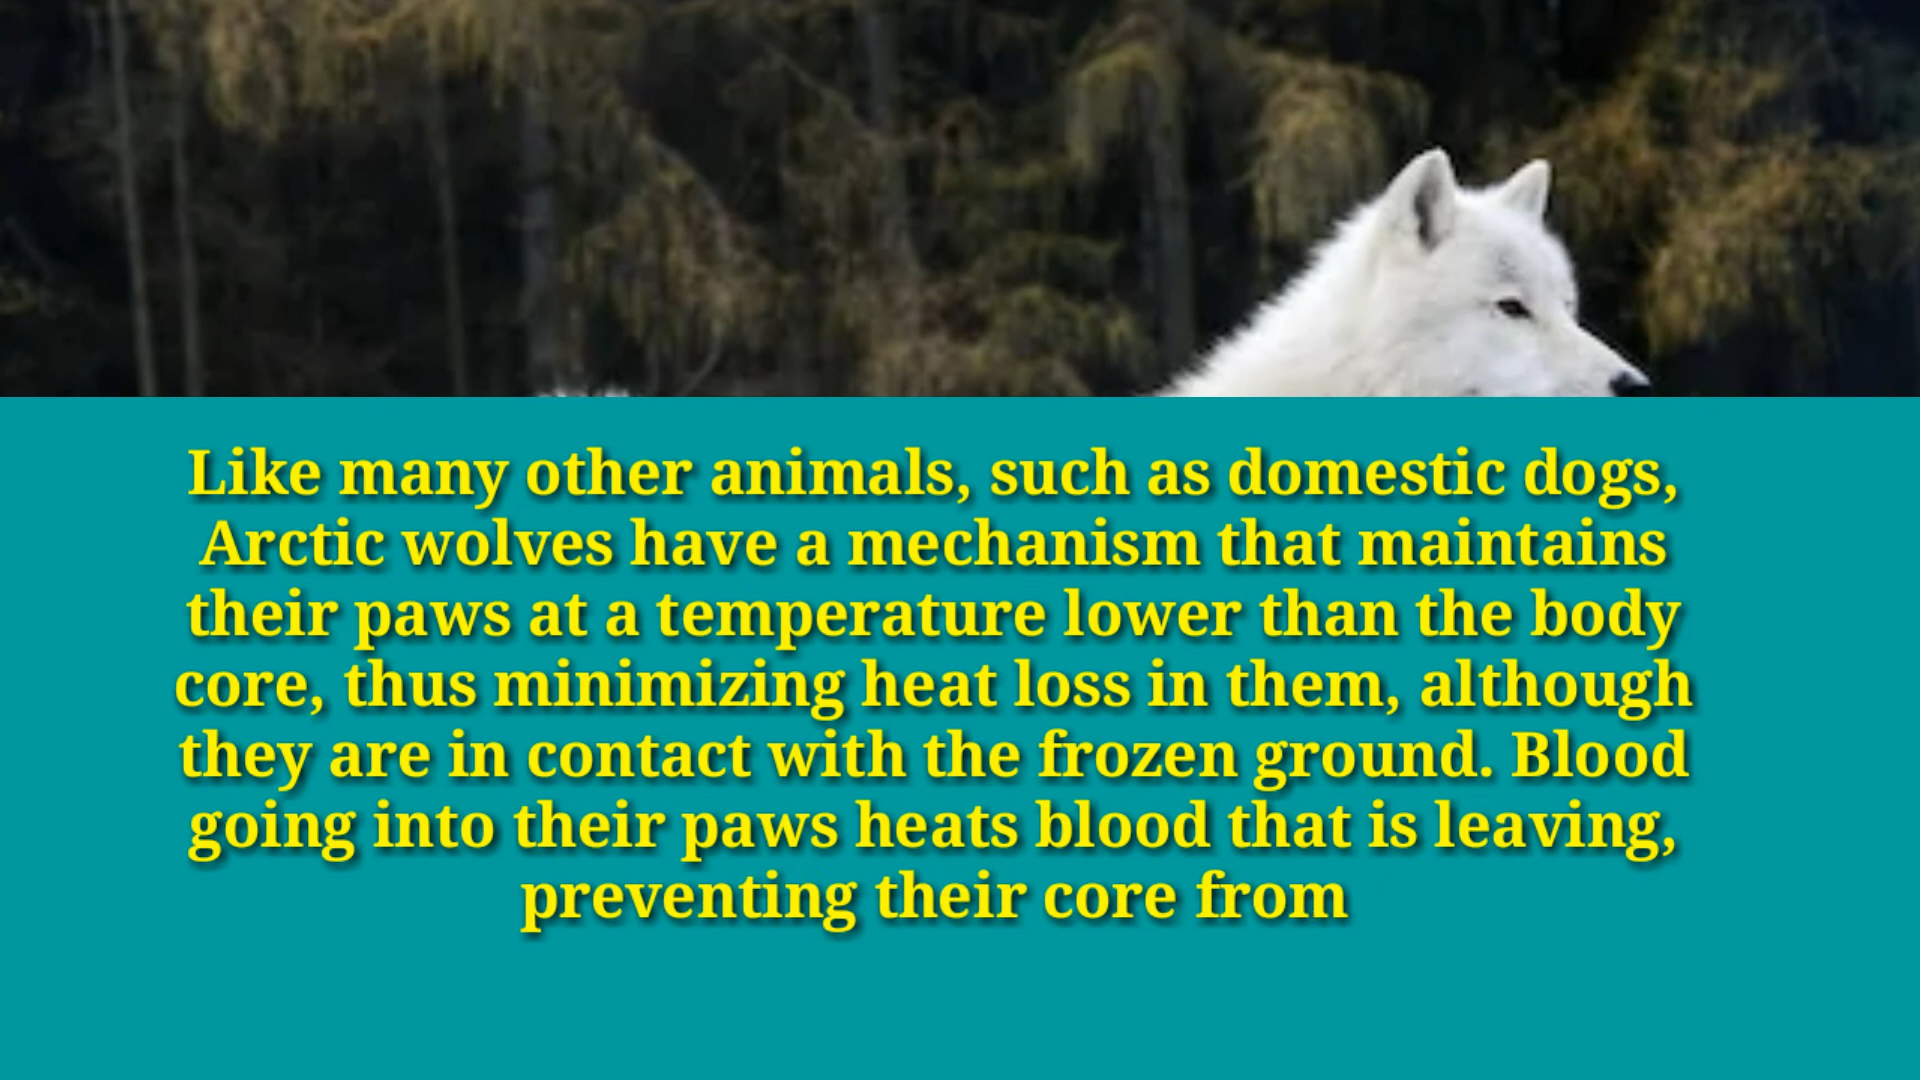 Like many other animals, such as domestic dogs,
Arctic wolves have a mechanism that maintains
their paws at a temperature lower than the body
core, thus minimizing heat loss in them, although
they are in contact with the frozen ground. Blood
going into their paws heats blood that is leaving,
preventing their core from